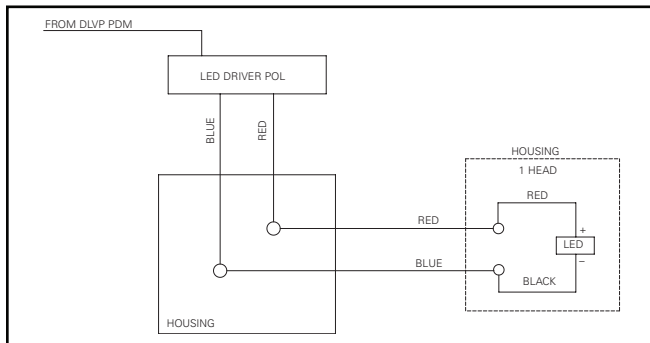 FROM DLVP PDM
LED DRIVER POL
BLUE
RED
HOUSING
1 HEAD
RED
RED
+
LED
−
BLUE
BLACK
HOUSING